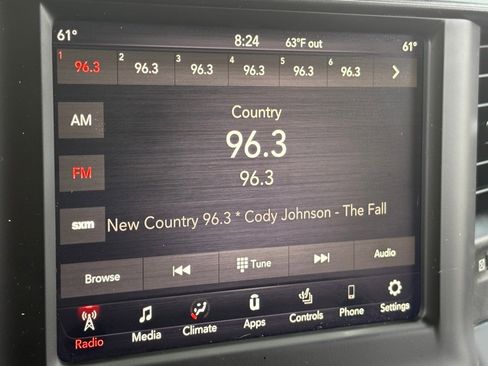 61° 8:24 63°F out 61°
1 96.3 2 96.3 3 96.3 4 96.3 5 96.3 6 96.3
AM
Country
96.3
FM
96.3
sxm
New Country 96.3 * Cody Johnson - The Fall
Browse Tune Audio
Radio Media Climate Apps Controls Phone Settings